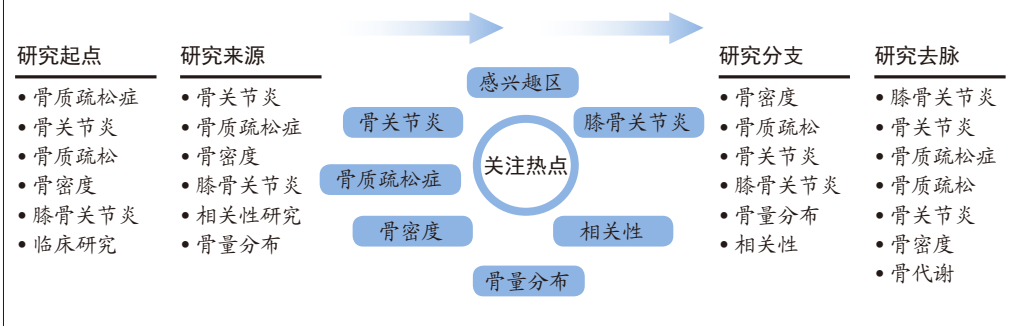 研究起点
• 骨质疏松症
• 骨关节炎
• 骨质疏松
• 骨密度
• 膝骨关节炎
• 临床研究
研究来源
• 骨关节炎
• 骨质疏松症
• 骨密度
• 膝骨关节炎
• 相关性研究
• 骨量分布
感兴趣区
骨关节炎
膝骨关节炎
关注热点
骨质疏松症
骨密度
相关性
骨量分布
研究分支
• 骨密度
• 骨质疏松
• 骨关节炎
• 膝骨关节炎
• 骨量分布
• 相关性
研究去脉
• 膝骨关节炎
• 骨关节炎
• 骨质疏松症
• 骨质疏松
• 骨关节炎
• 骨密度
• 骨代谢